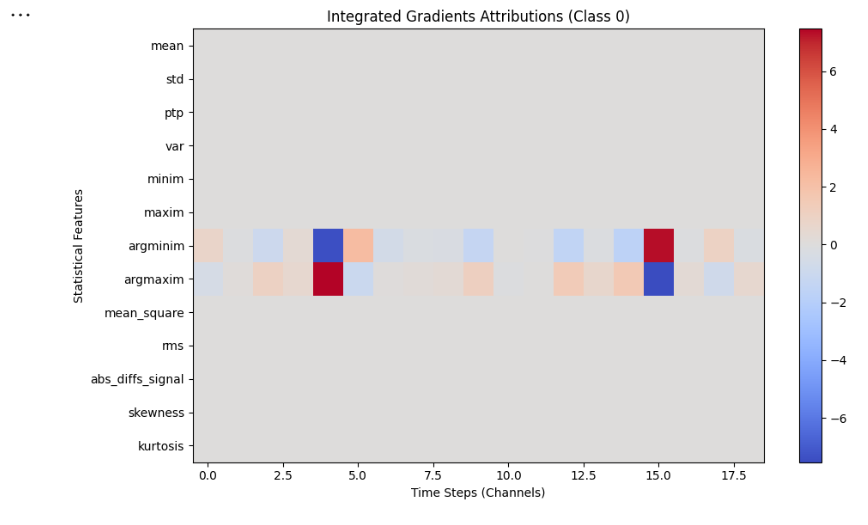 ...
Integrated Gradients Attributions (Class 0)
mean
std
ptp
var
minim
maxim
argminim
argmaxim
mean_square
rms
abs_diffs_signal
skewness
kurtosis
Statistical Features
0.0 2.5 5.0 7.5 10.0 12.5 15.0 17.5
Time Steps (Channels)
6
4
2
0
−2
−4
−6